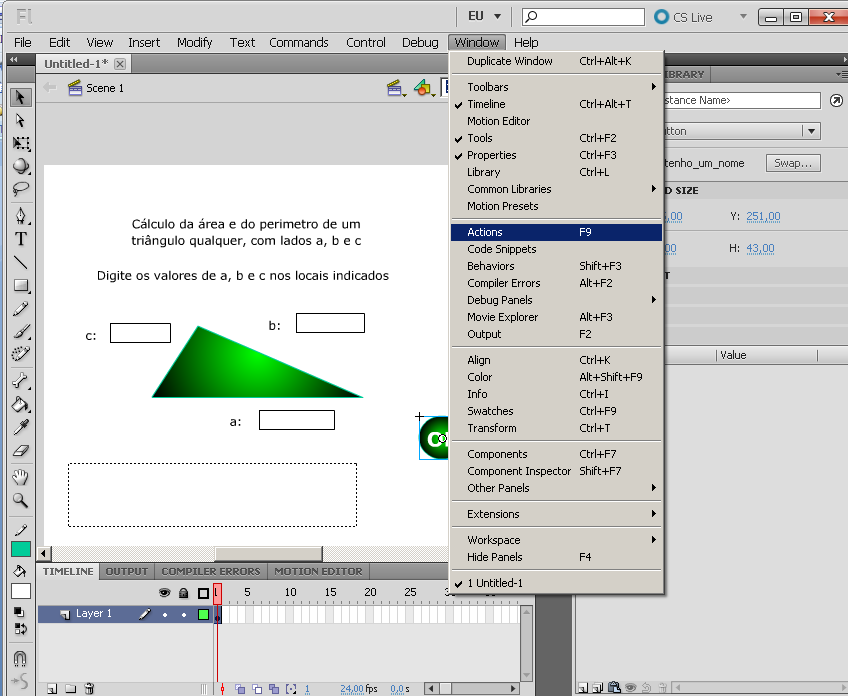 Fl
EU
CS Live
File Edit View Insert Modify Text Commands Control Debug Window Help
Untitled-1*
Scene 1
Duplicate Window Ctrl+Alt+K
Toolbars
Timeline Ctrl+Alt+T
Motion Editor
Tools Ctrl+F2
Properties Ctrl+F3
Library Ctrl+L
Common Libraries
Motion Presets
Actions F9
Code Snippets
Behaviors Shift+F3
Compiler Errors Alt+F2
Debug Panels
Movie Explorer Alt+F3
Output F2
Align Ctrl+K
Color Alt+Shift+F9
Info Ctrl+I
Swatches Ctrl+F9
Transform Ctrl+T
Components Ctrl+F7
Component Inspector Shift+F7
Other Panels
Extensions
Workspace
Hide Panels F4
1 Untitled-1
Cálculo da área e do perimetro de um
triângulo qualquer, com lados a, b e c
Digite os valores de a, b e c nos locais indicados
c:
b:
a:
IBRARY
stance Name>
tton
tenho_um_nome Swap...
D SIZE
,00 Y: 251,00
00 H: 43,00
T
Value
TIMELINE OUTPUT COMPILER ERRORS MOTION EDITOR
1 5 10 15 20 25
Layer 1
1 24,00 fps 0,0 s